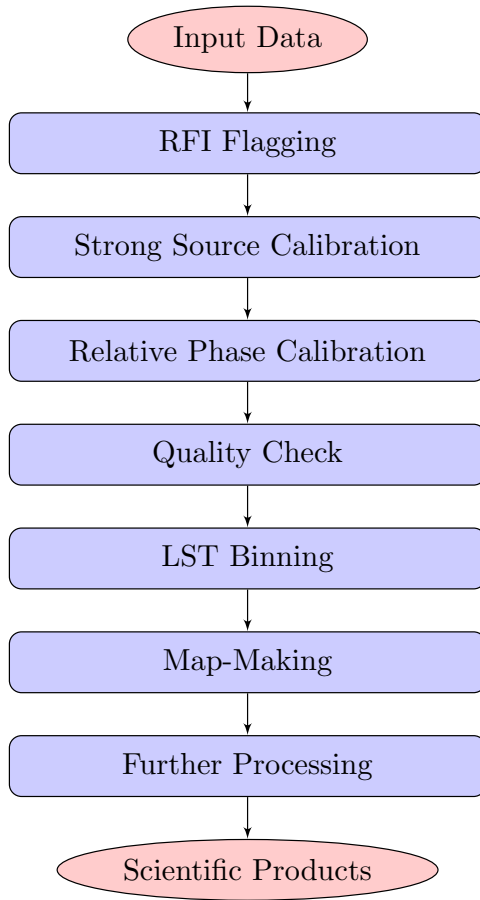 Input Data
RFI Flagging
Strong Source Calibration
Relative Phase Calibration
Quality Check
LST Binning
Map-Making
Further Processing
Scientific Products